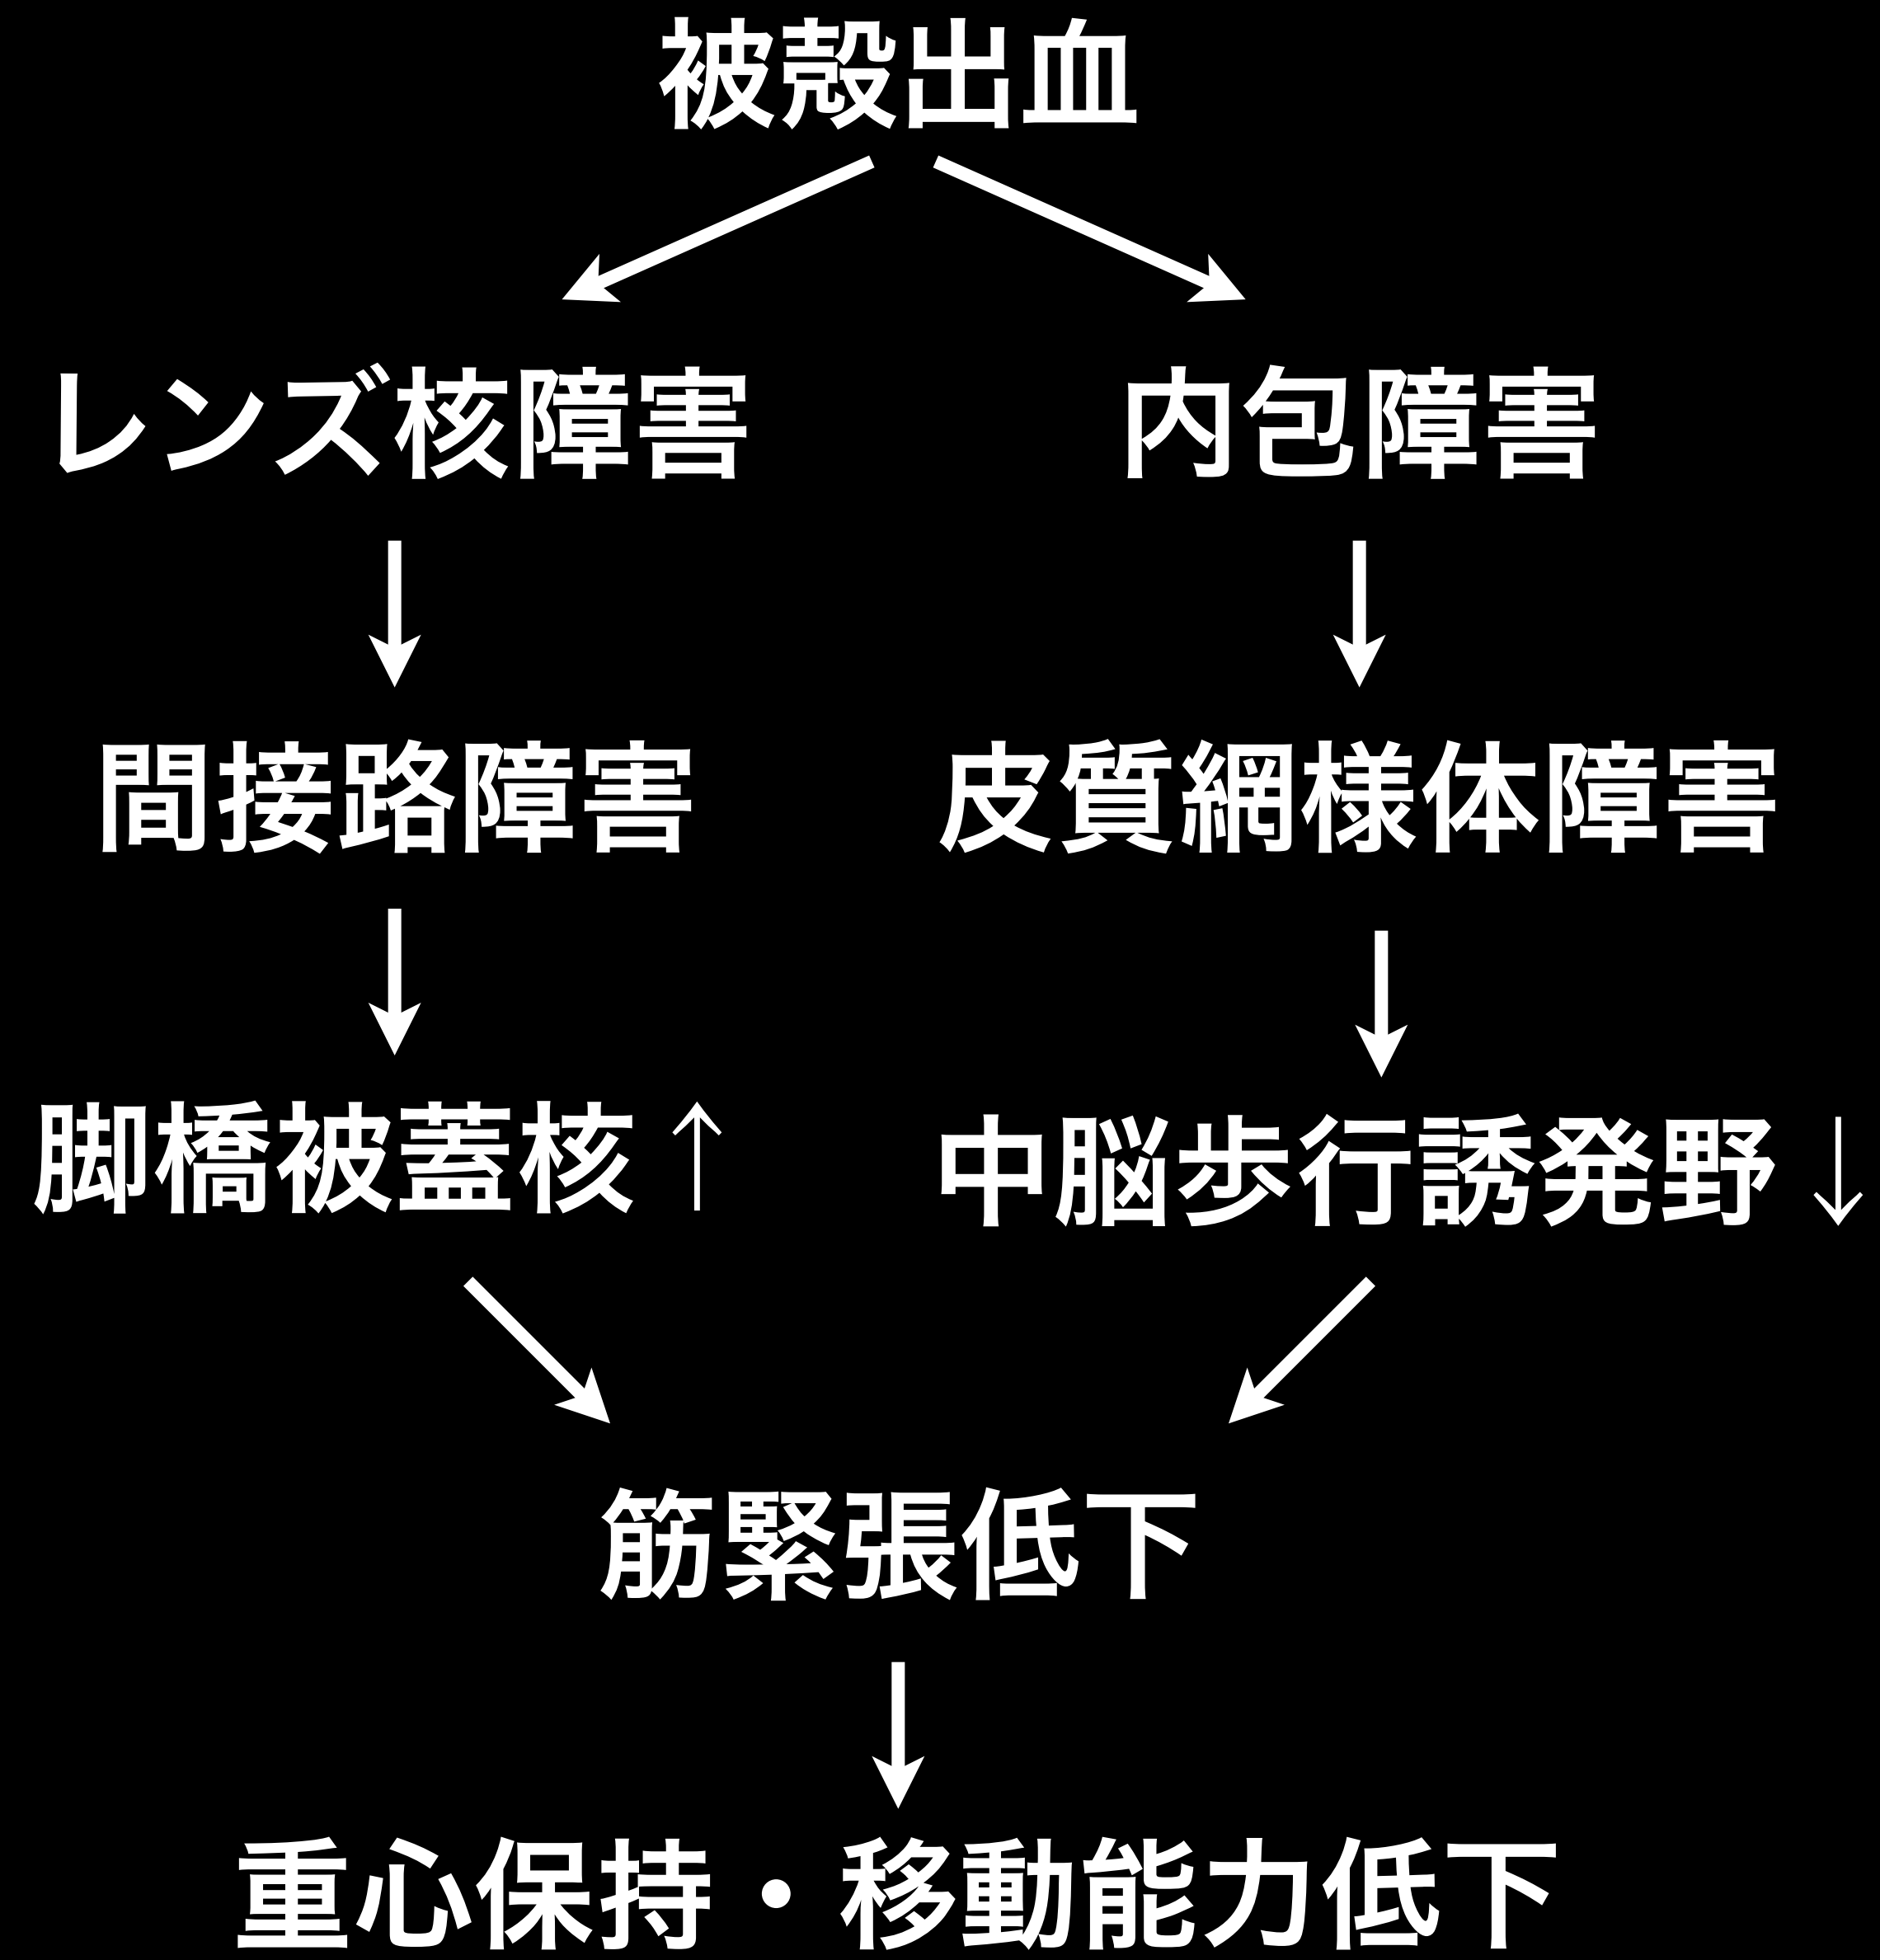 被殻出血
レンズ核障害 内包障害
間接路障害 皮質網様体障害
脚橋被蓋核↑ 中脳歩行誘発野↓
筋緊張低下
重心保持・移動能力低下